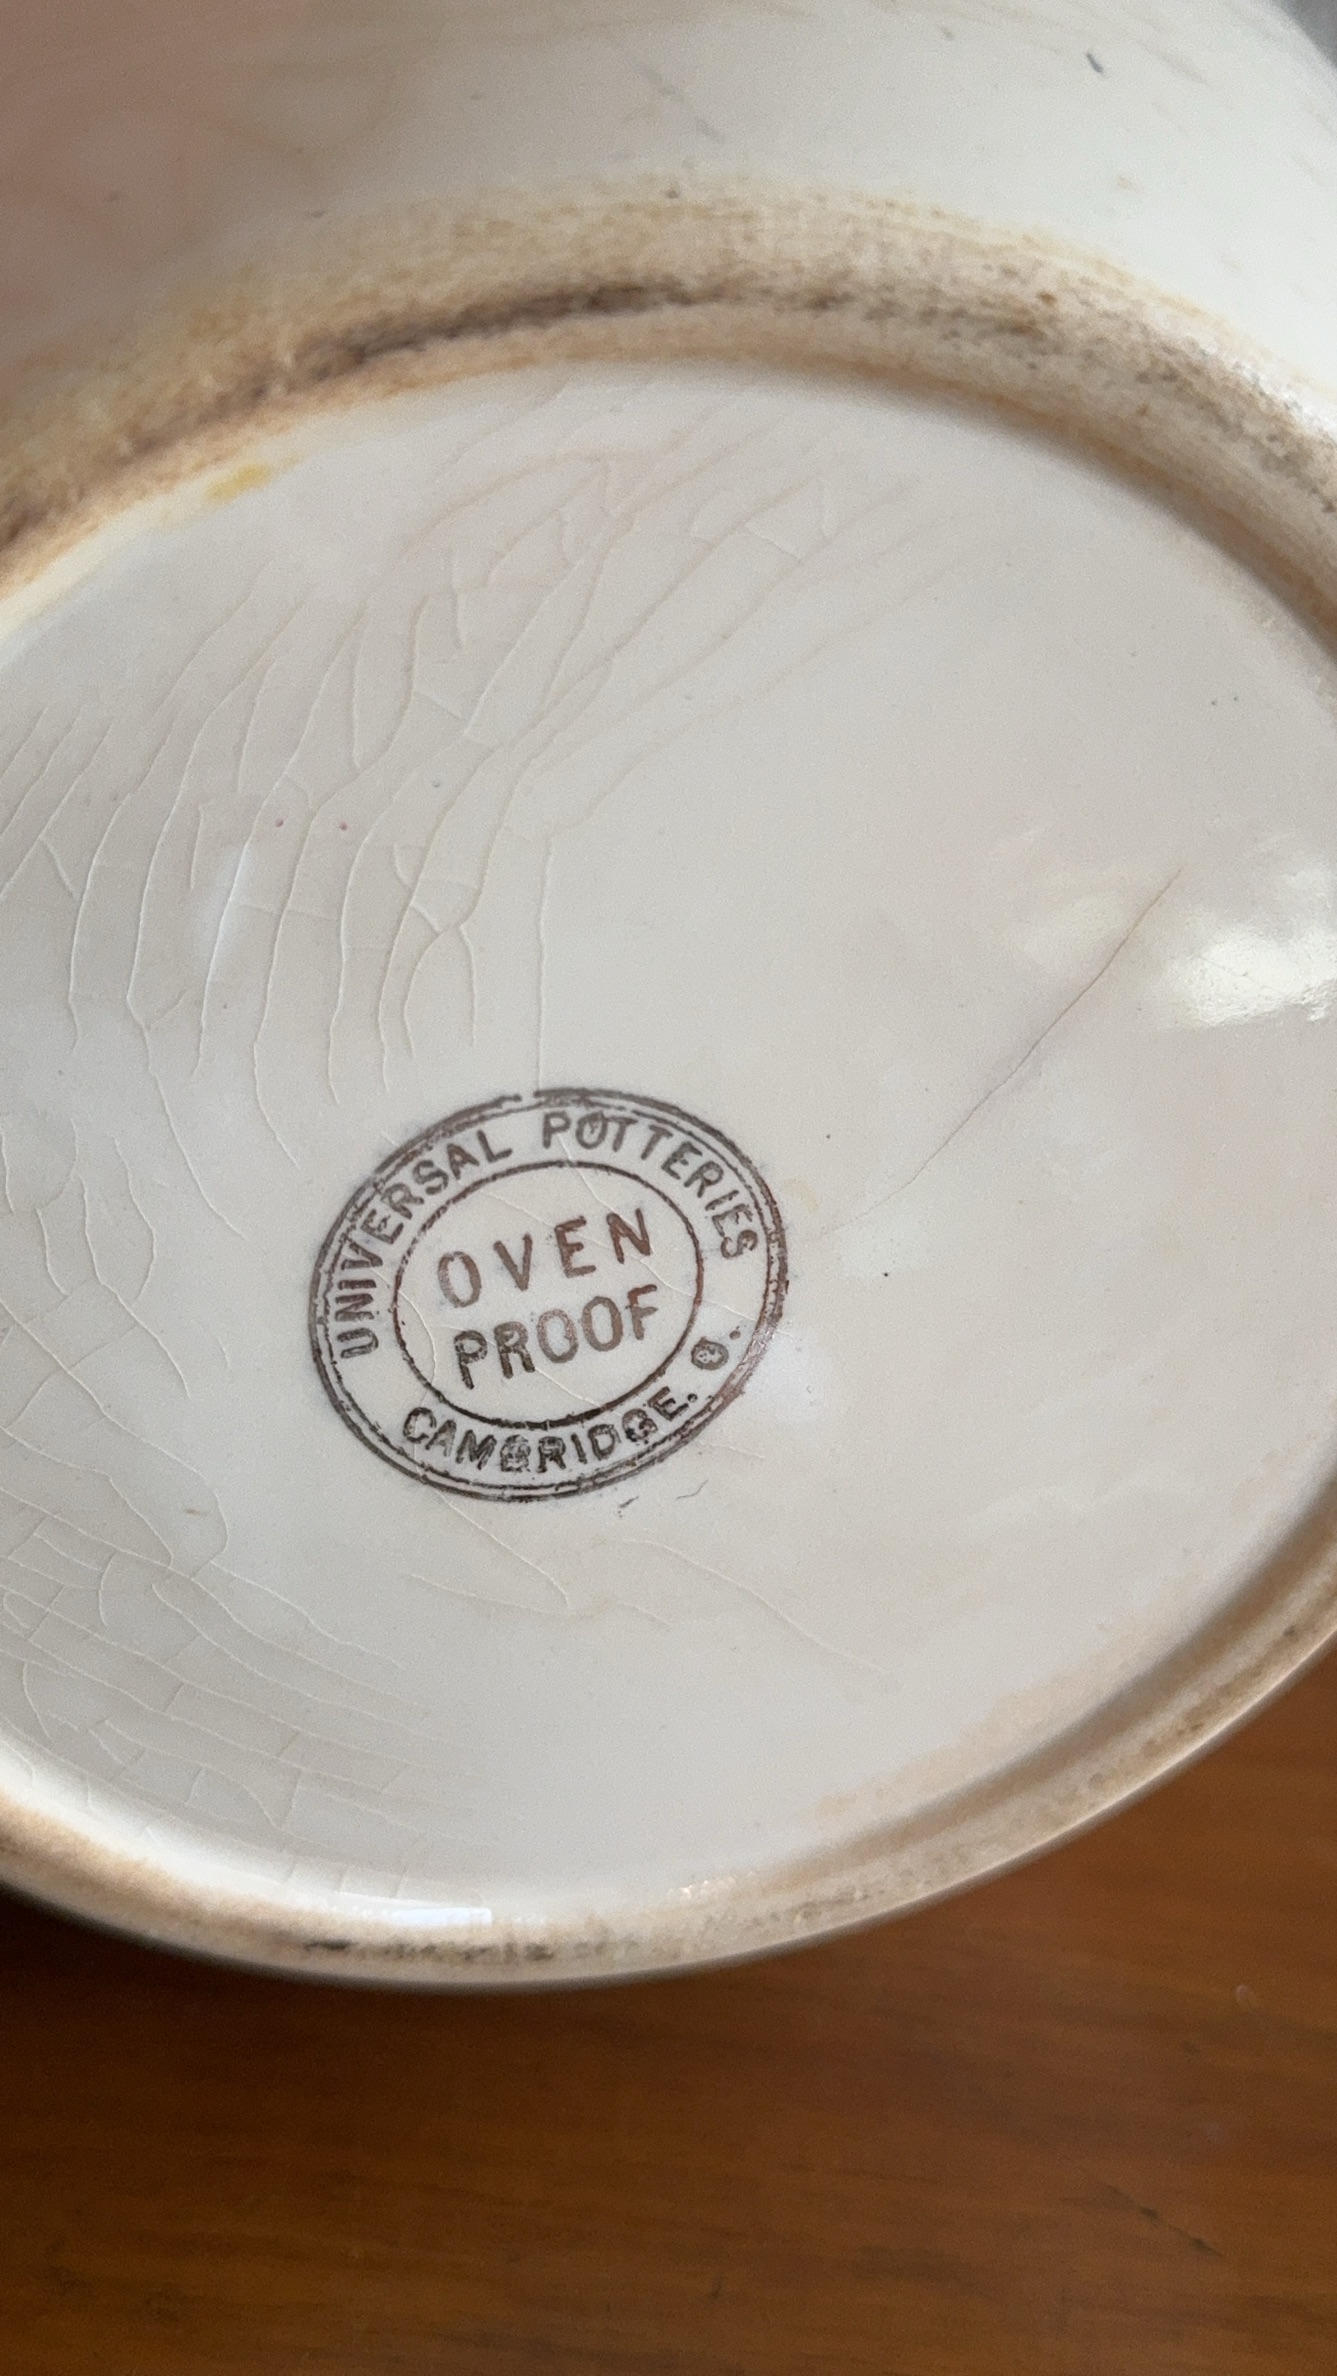 UNIVERSAL POTTERIES
OVEN
PROOF
CAMBRIDGE. O.